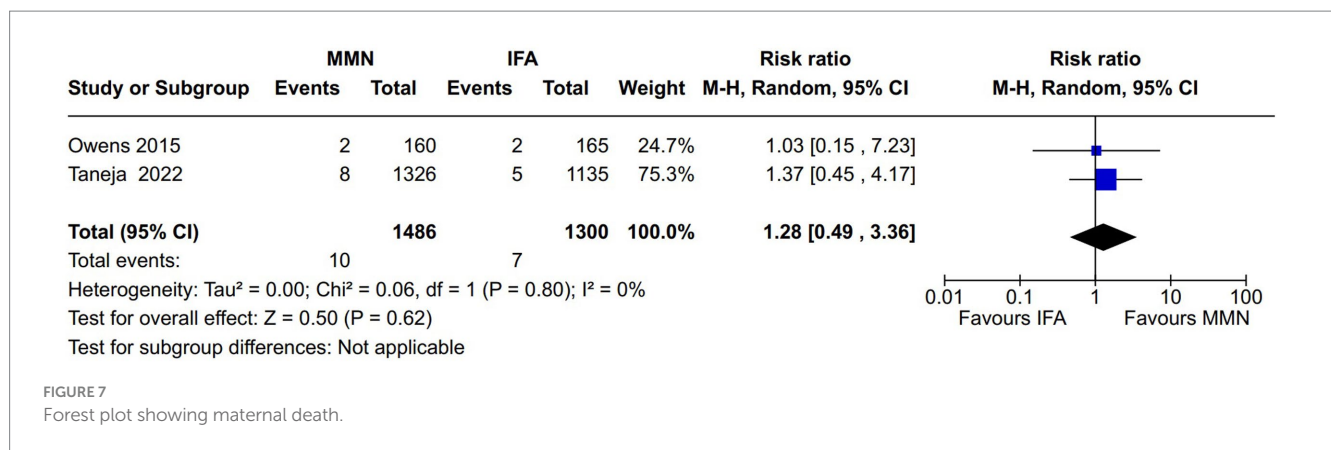 MMN IFA Risk ratio Risk ratio
Study or Subgroup Events Total Events Total Weight M-H, Random, 95% CI M-H, Random, 95% CI
Owens 2015 2 160 2 165 24.7% 1.03 [0.15 , 7.23]
Taneja 2022 8 1326 5 1135 75.3% 1.37 [0.45 , 4.17]
Total (95% CI) 1486 1300 100.0% 1.28 [0.49 , 3.36]
Total events: 10 7
Heterogeneity: Tau² = 0.00; Chi² = 0.06, df = 1 (P = 0.80); I² = 0%
0.01 0.1 1 10 100
Test for overall effect: Z = 0.50 (P = 0.62)
Favours IFA Favours MMN
Test for subgroup differences: Not applicable
FIGURE 7
Forest plot showing maternal death.